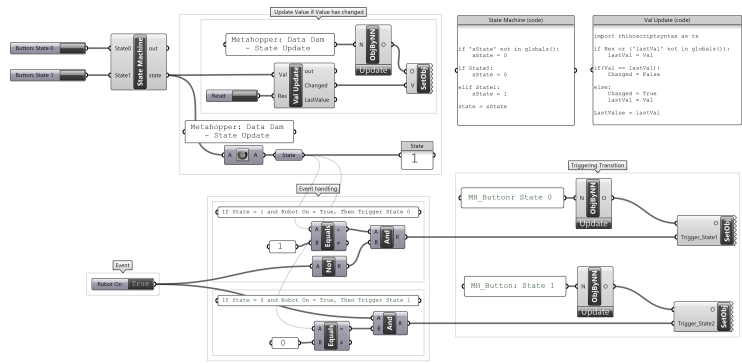 Update Value if Value has changed
Metahopper: Data Dam
- State Update
N
ObjByNN
O
Update
Button: State 0
Button: State 1
State0
State1
State Machine
out
state
Val
Res
Val Update
out
Changed
LastValue
Reset
O
V
SetObj
Metahopper: Data Dam
- State Update
A
A
State
State
1
State Machine (code)
if 'xState' not in globals():
xState = 0
if State0:
xState = 0
elif State1:
xState = 1
state = xState
Val Update (code)
import rhinoscriptsyntax as rs
if Res or ('lastVal' not in globals()):
lastVal = Val
if(Val == lastVal):
Changed = False
else:
Changed = True
lastVal = Val
LastValue = lastVal
Event handling
If State = 1 and Robot On = True, Then Trigger State 0
1
A
B
Equals
=
≠
A
B
And
R
A
Not
R
Event
Robot On
True
If State = 0 and Robot On = True, Then Trigger State 1
0
A
B
Equals
=
≠
A
B
And
R
Triggering Transition
MH_Button: State 0
N
ObjByNN
O
Update
O
Trigger_State1
SetObj
MH_Button: State 1
N
ObjByNN
O
Update
O
Trigger_State2
SetObj